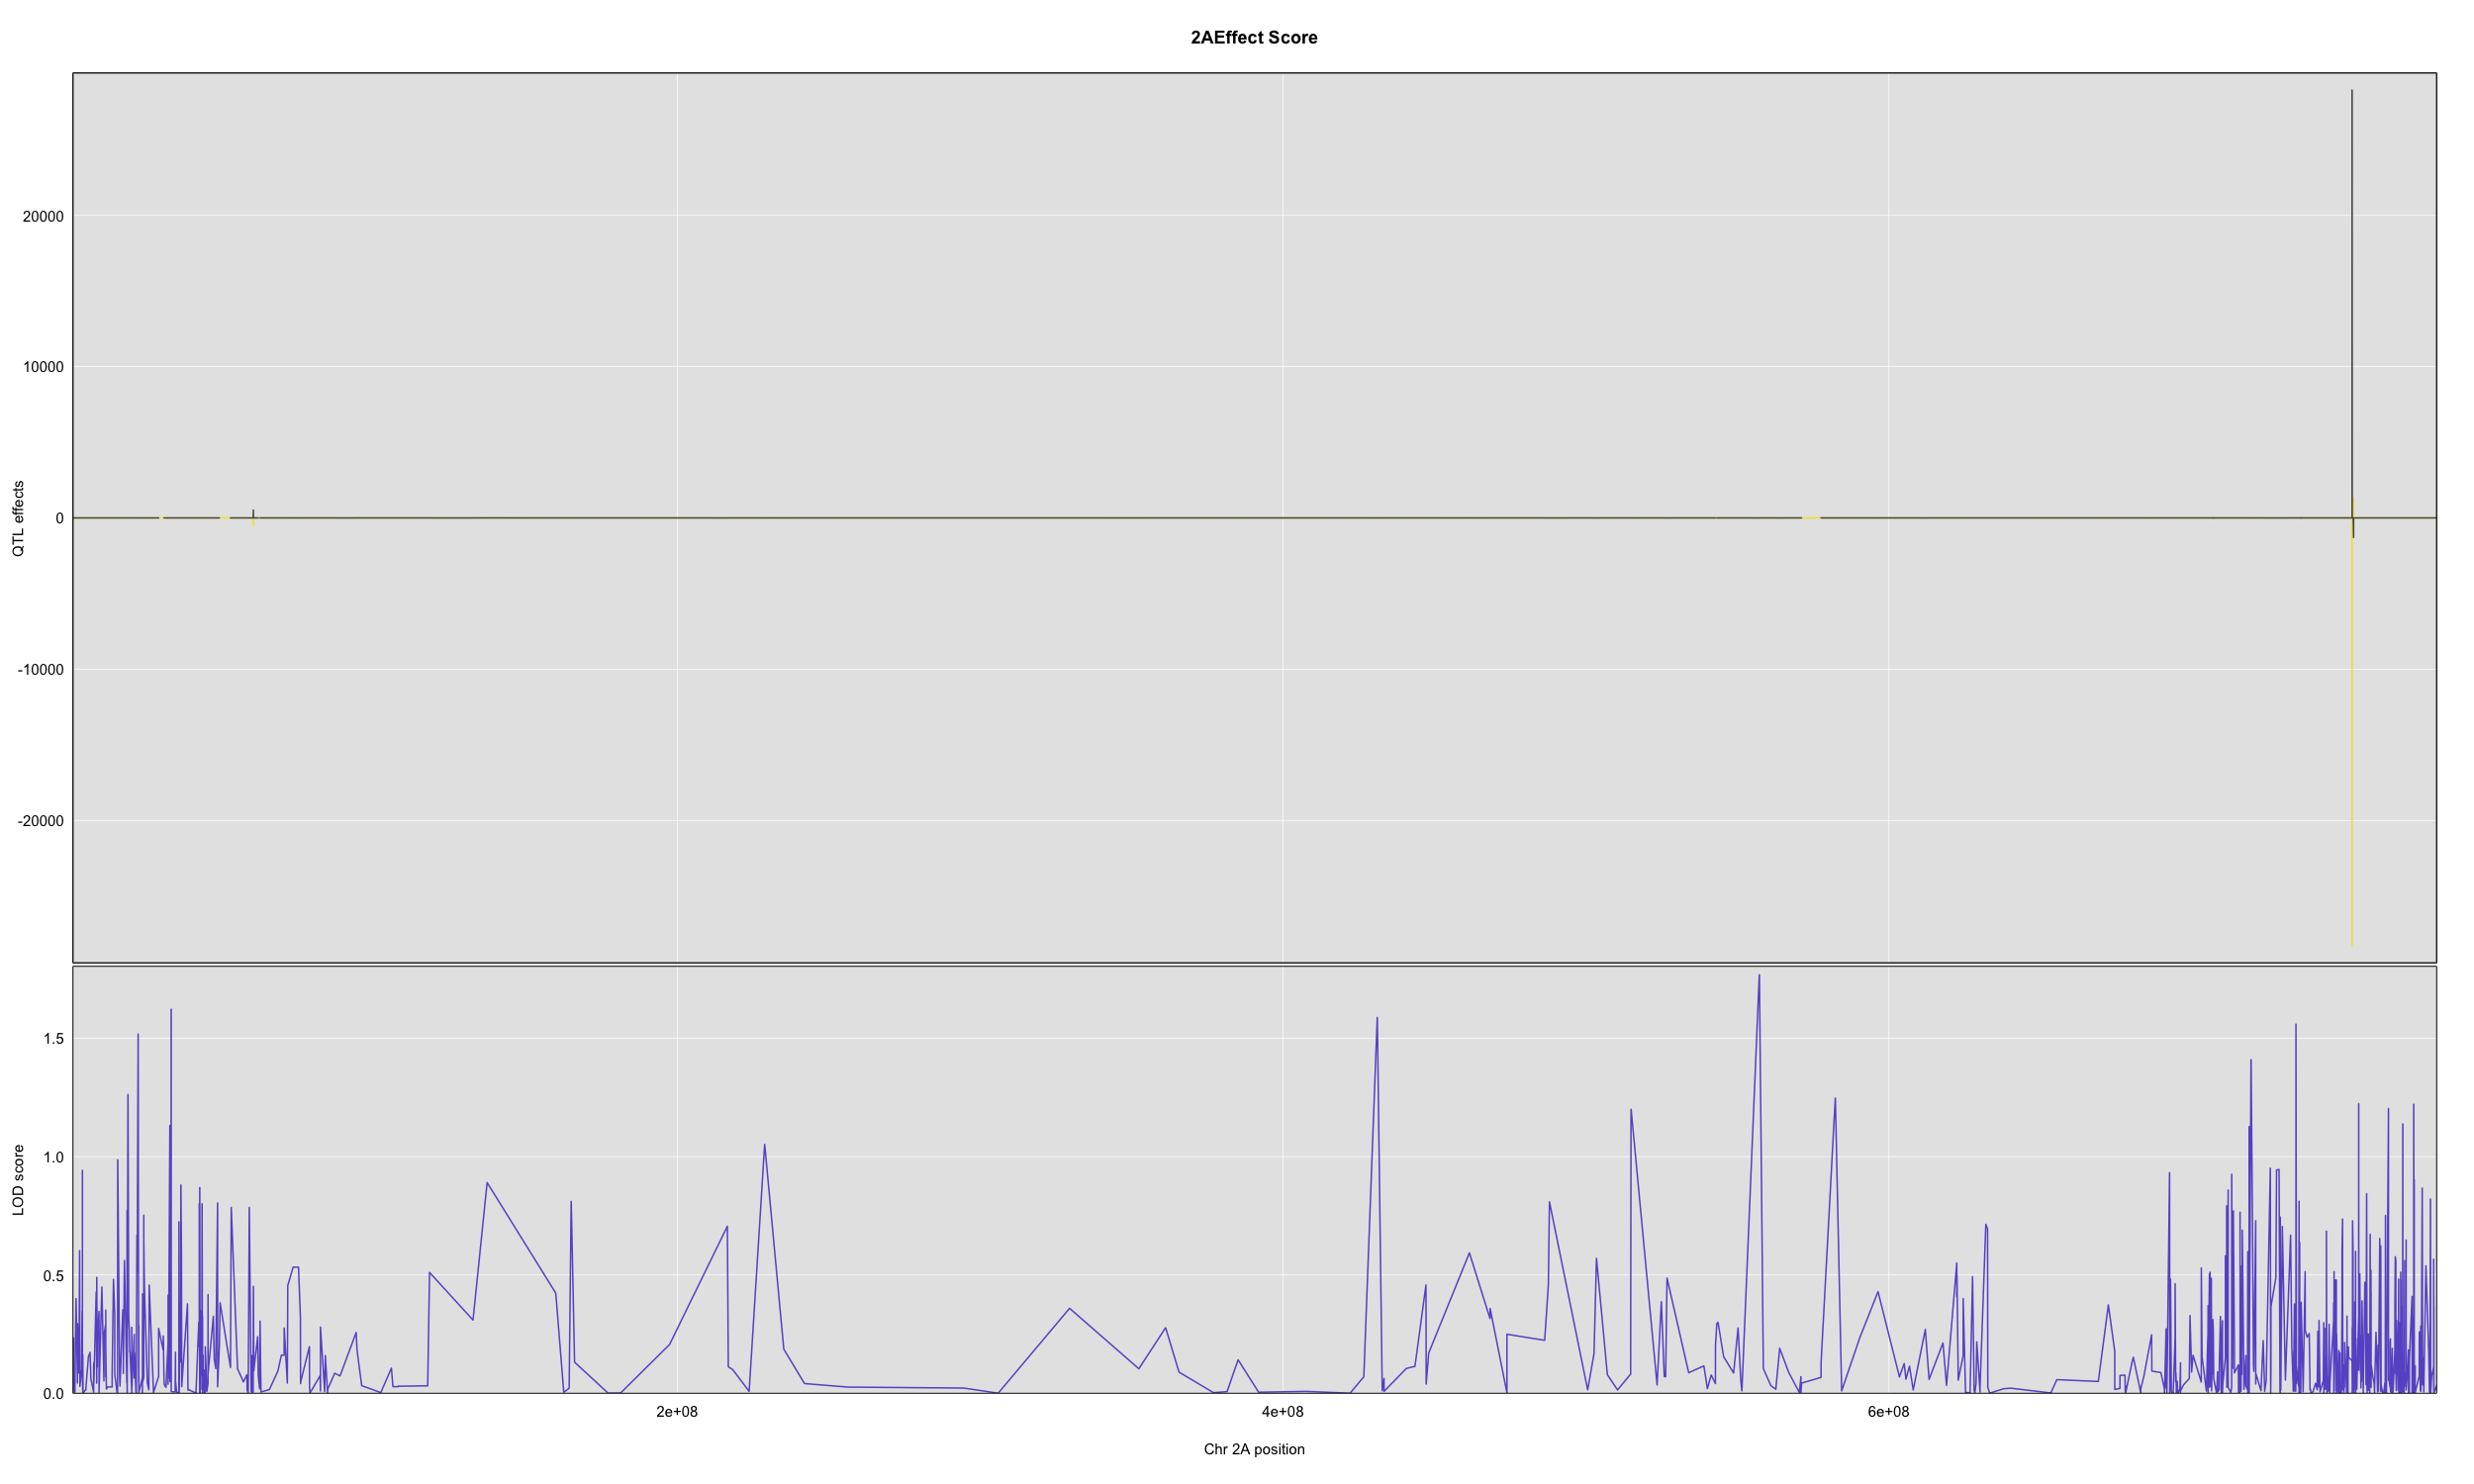 2AEffect Score
20000
10000
0
-10000
-20000
QTL effects
1.5
1.0
0.5
0.0
LOD score
2e+08 4e+08 6e+08
Chr 2A position